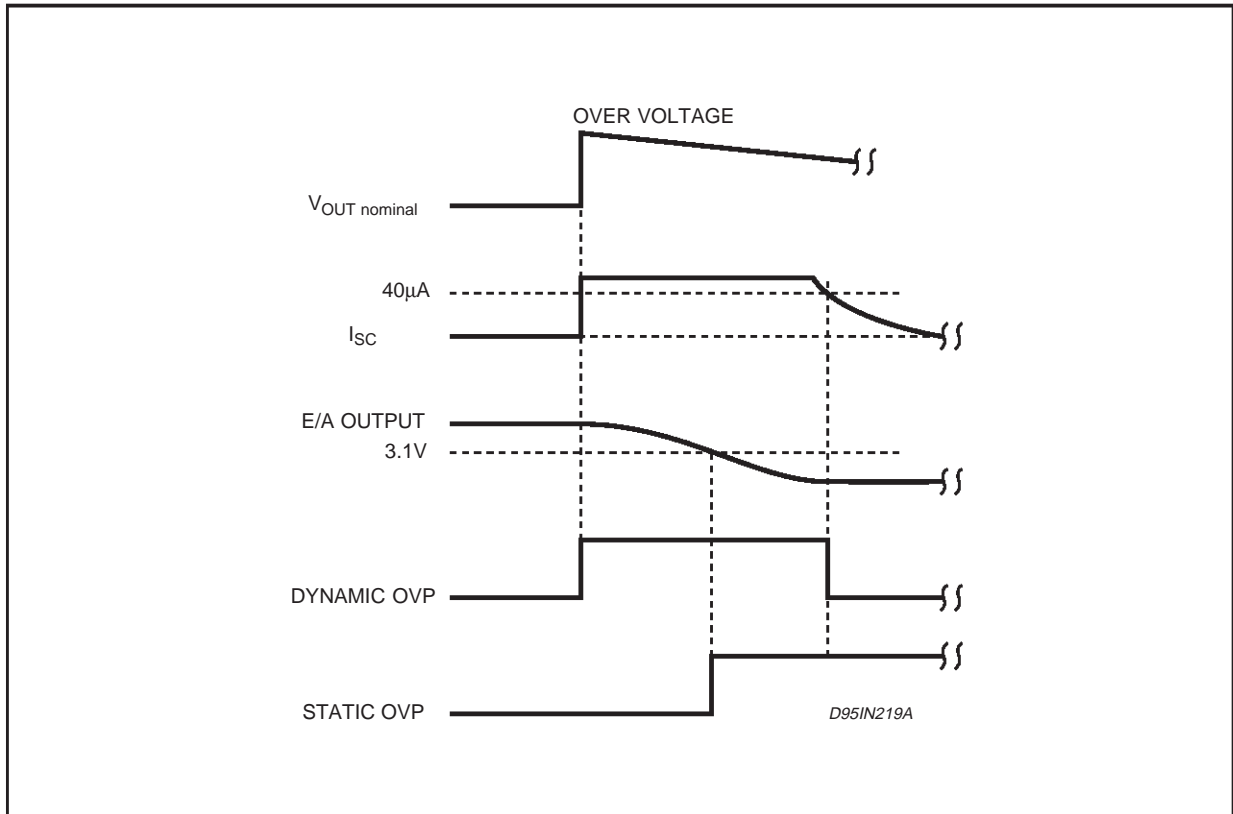 OVER VOLTAGE
VOUT nominal
40µA
ISC
E/A OUTPUT
3.1V
DYNAMIC OVP
STATIC OVP
D95IN219A